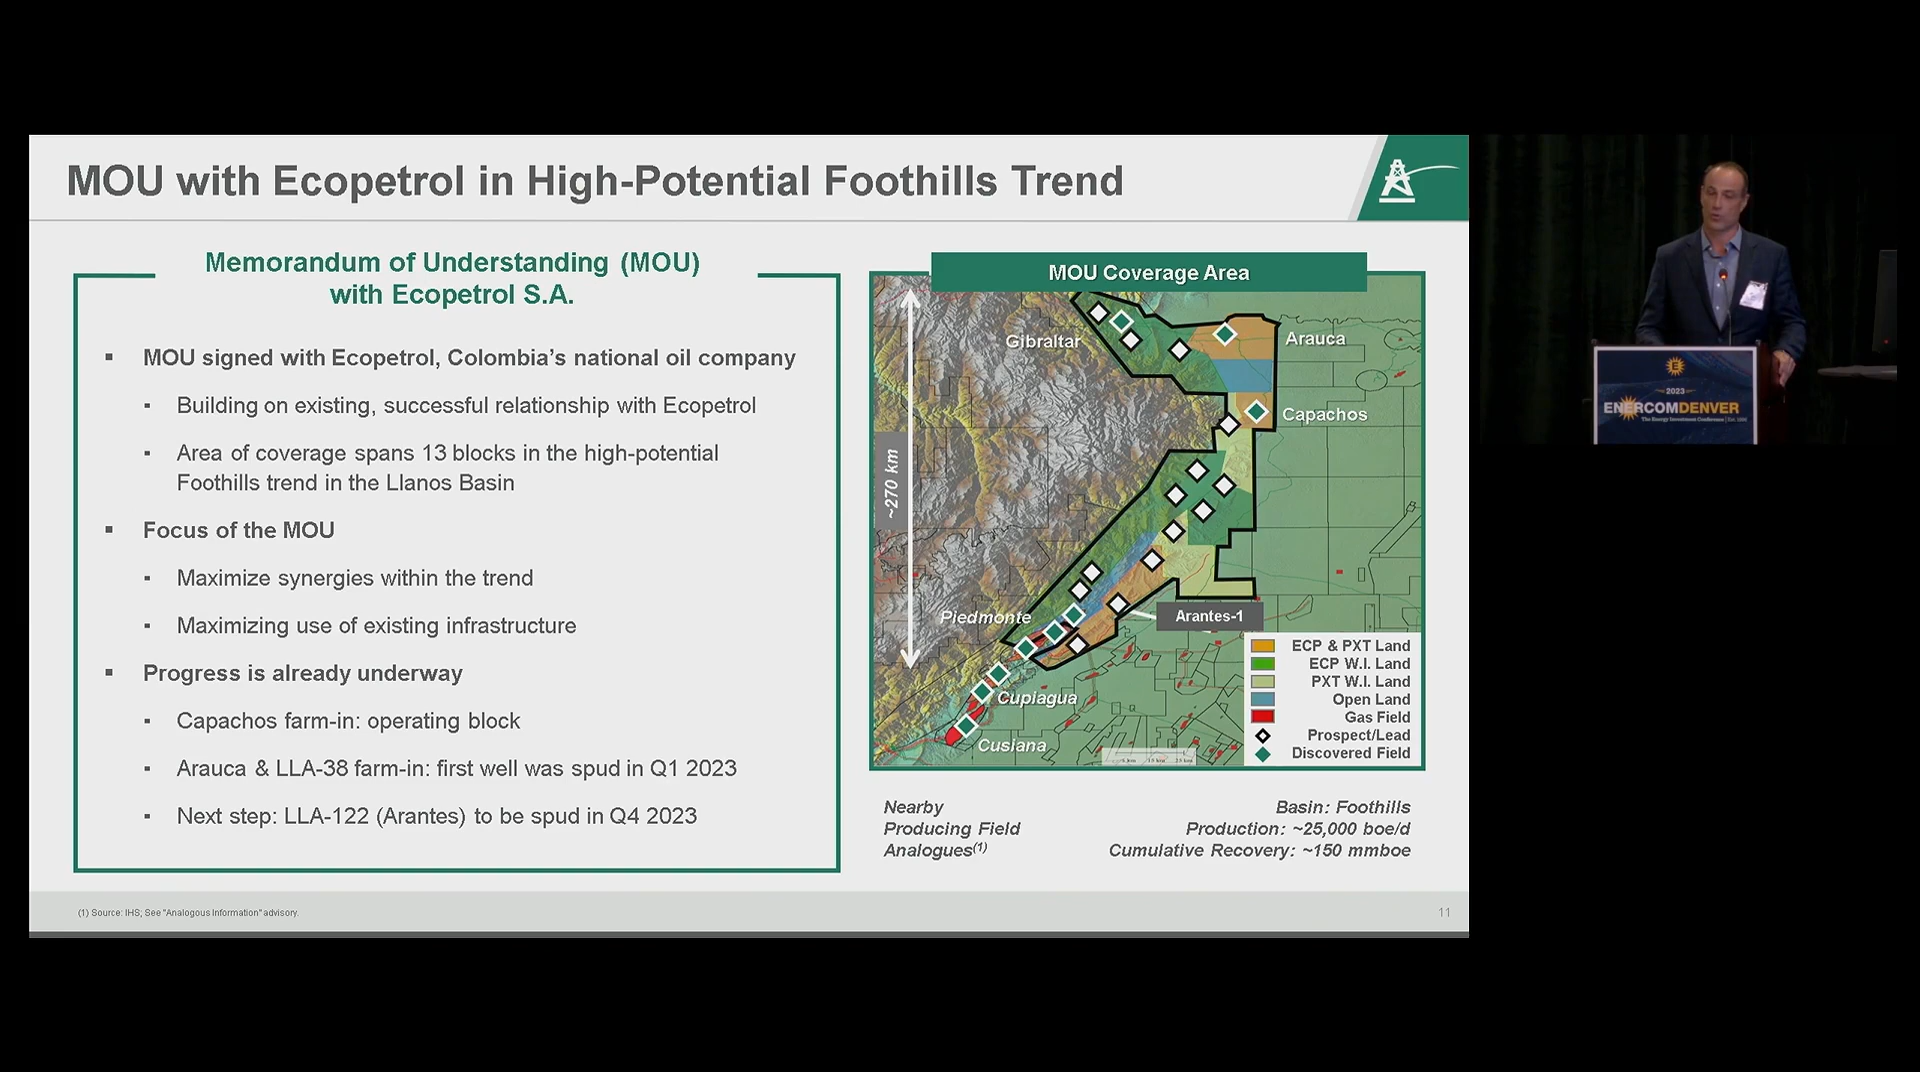 MOU with Ecopetrol in High-Potential Foothills Trend
Memorandum of Understanding (MOU)
with Ecopetrol S.A.
MOU signed with Ecopetrol, Colombia's national oil company
Building on existing, successful relationship with Ecopetrol
Area of coverage spans 13 blocks in the high-potential
Foothills trend in the Llanos Basin
Focus of the MOU
Maximize synergies within the trend
Maximizing use of existing infrastructure
Progress is already underway
Capachos farm-in: operating block
Arauca & LLA-38 farm-in: first well was spud in Q1 2023
Next step: LLA-122 (Arantes) to be spud in Q4 2023
MOU Coverage Area
Gibraltar
Arauca
Capachos
~270 km
Piedmonte
Arantes-1
Cupiagua
Cusiana
ECP & PXT Land
ECP W.I. Land
PXT W.I. Land
Open Land
Gas Field
Prospect/Lead
Discovered Field
Nearby
Producing Field
Analogues(1)
Basin: Foothills
Production: ~25,000 boe/d
Cumulative Recovery: ~150 mmboe
(1) Source: IHS; See "Analogous Information" advisory.
11
E
2023
ENERCOMDENVER
The Energy Investment Conference